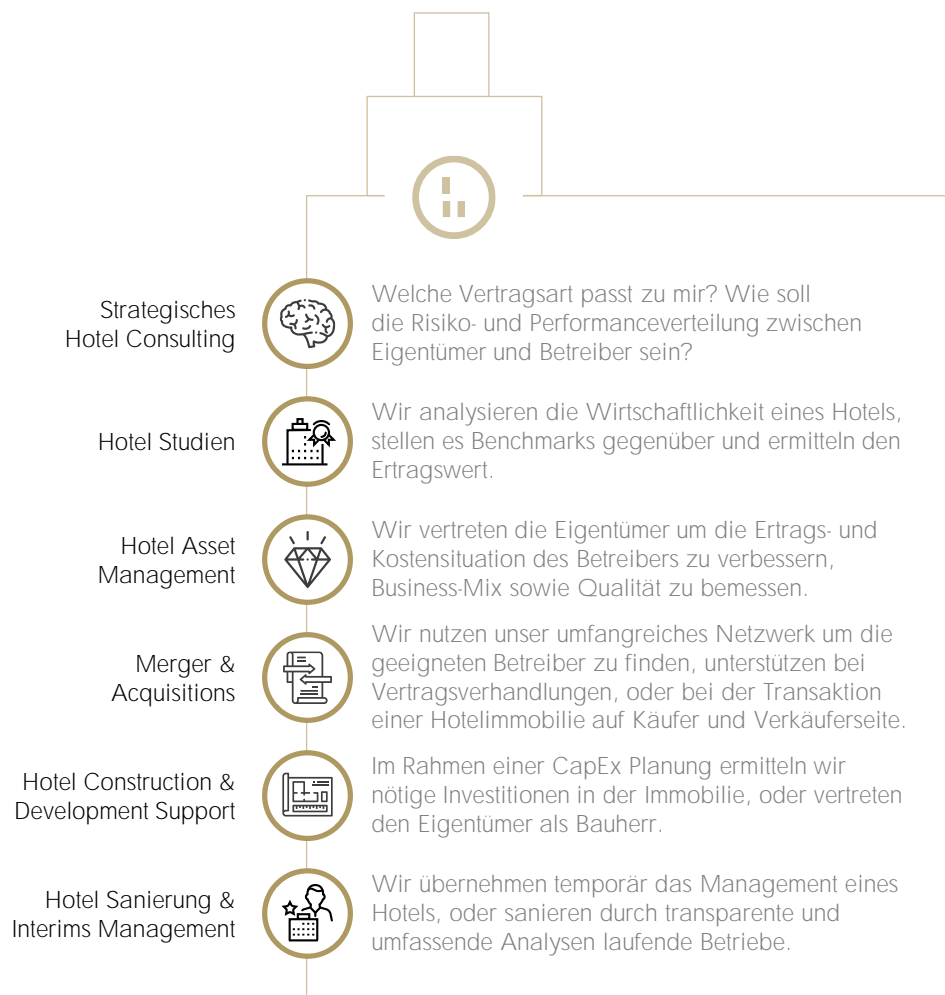 Strategisches
Hotel Consulting
Welche Vertragsart passt zu mir? Wie soll
die Risiko- und Performanceverteilung zwischen
Eigentümer und Betreiber sein?
Hotel Studien
Wir analysieren die Wirtschaftlichkeit eines Hotels,
stellen es Benchmarks gegenüber und ermitteln den
Ertragswert.
Hotel Asset
Management
Wir vertreten die Eigentümer um die Ertrags- und
Kostensituation des Betreibers zu verbessern,
Business-Mix sowie Qualität zu bemessen.
Merger &
Acquisitions
Wir nutzen unser umfangreiches Netzwerk um die
geeigneten Betreiber zu finden, unterstützen bei
Vertragsverhandlungen, oder bei der Transaktion
einer Hotelimmobilie auf Käufer und Verkäuferseite.
Hotel Construction &
Development Support
Im Rahmen einer CapEx Planung ermitteln wir
nötige Investitionen in der Immobilie, oder vertreten
den Eigentümer als Bauherr.
Hotel Sanierung &
Interims Management
Wir übernehmen temporär das Management eines
Hotels, oder sanieren durch transparente und
umfassende Analysen laufende Betriebe.